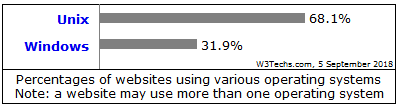 Unix 68.1%
Windows 31.9%
W3Techs.com, 5 September 2018
Percentages of websites using various operating systems
Note: a website may use more than one operating system